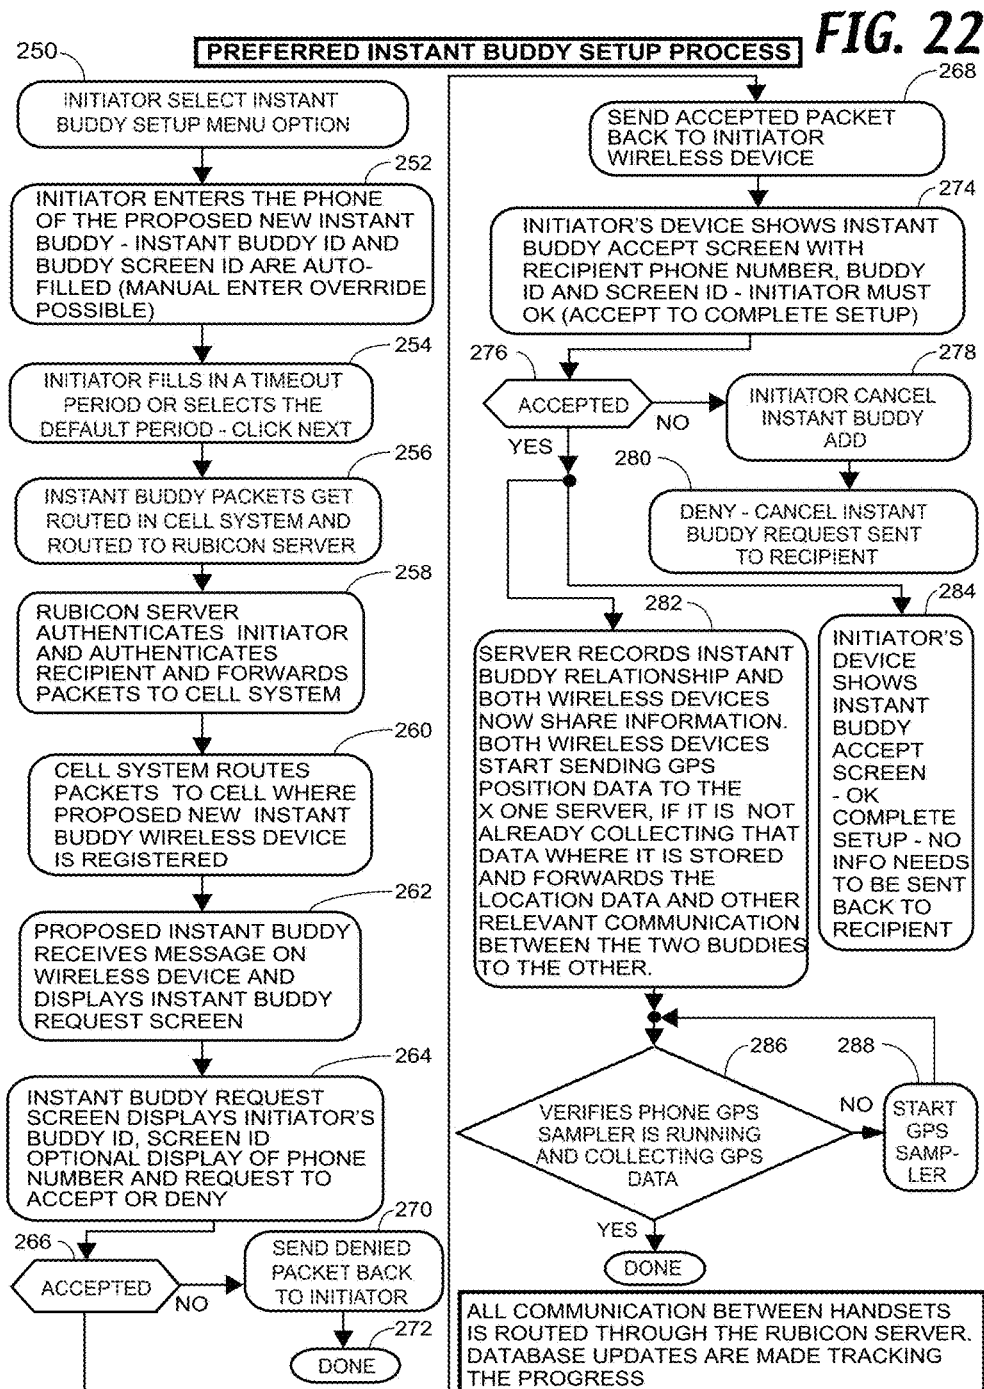 FIG. 22
PREFERRED INSTANT BUDDY SETUP PROCESS
250
INITIATOR SELECT INSTANT
BUDDY SETUP MENU OPTION
252
INITIATOR ENTERS THE PHONE
OF THE PROPOSED NEW INSTANT
BUDDY - INSTANT BUDDY ID AND
BUDDY SCREEN ID ARE AUTO-
FILLED (MANUAL ENTER OVERRIDE
POSSIBLE)
254
INITIATOR FILLS IN A TIMEOUT
PERIOD OR SELECTS THE
DEFAULT PERIOD - CLICK NEXT
256
INSTANT BUDDY PACKETS GET
ROUTED IN CELL SYSTEM AND
ROUTED TO RUBICON SERVER
258
RUBICON SERVER
AUTHENTICATES INITIATOR
AND AUTHENTICATES
RECIPIENT AND FORWARDS
PACKETS TO CELL SYSTEM
260
CELL SYSTEM ROUTES
PACKETS TO CELL WHERE
PROPOSED NEW INSTANT
BUDDY WIRELESS DEVICE
IS REGISTERED
262
PROPOSED INSTANT BUDDY
RECEIVES MESSAGE ON
WIRELESS DEVICE AND
DISPLAYS INSTANT BUDDY
REQUEST SCREEN
264
INSTANT BUDDY REQUEST
SCREEN DISPLAYS INITIATOR'S
BUDDY ID, SCREEN ID
OPTIONAL DISPLAY OF PHONE
NUMBER AND REQUEST TO
ACCEPT OR DENY
266
ACCEPTED
NO
270
SEND DENIED
PACKET BACK
TO INITIATOR
272
DONE
268
SEND ACCEPTED PACKET
BACK TO INITIATOR
WIRELESS DEVICE
274
INITIATOR'S DEVICE SHOWS INSTANT
BUDDY ACCEPT SCREEN WITH
RECIPIENT PHONE NUMBER, BUDDY
ID AND SCREEN ID - INITIATOR MUST
OK (ACCEPT TO COMPLETE SETUP)
276
ACCEPTED
NO
YES
278
INITIATOR CANCEL
INSTANT BUDDY
ADD
280
DENY - CANCEL INSTANT
BUDDY REQUEST SENT
TO RECIPIENT
282
SERVER RECORDS INSTANT
BUDDY RELATIONSHIP AND
BOTH WIRELESS DEVICES
NOW SHARE INFORMATION.
BOTH WIRELESS DEVICES
START SENDING GPS
POSITION DATA TO THE
X ONE SERVER, IF IT IS NOT
ALREADY COLLECTING THAT
DATA WHERE IT IS STORED
AND FORWARDS THE
LOCATION DATA AND OTHER
RELEVANT COMMUNICATION
BETWEEN THE TWO BUDDIES
TO THE OTHER.
284
INITIATOR'S
DEVICE
SHOWS
INSTANT
BUDDY
ACCEPT
SCREEN
- OK
COMPLETE
SETUP - NO
INFO NEEDS
TO BE SENT
BACK TO
RECIPIENT
286
VERIFIES PHONE GPS
SAMPLER IS RUNNING
AND COLLECTING GPS
DATA
NO
288
START
GPS
SAMP-
LER
YES
DONE
ALL COMMUNICATION BETWEEN HANDSETS
IS ROUTED THROUGH THE RUBICON SERVER.
DATABASE UPDATES ARE MADE TRACKING
THE PROGRESS